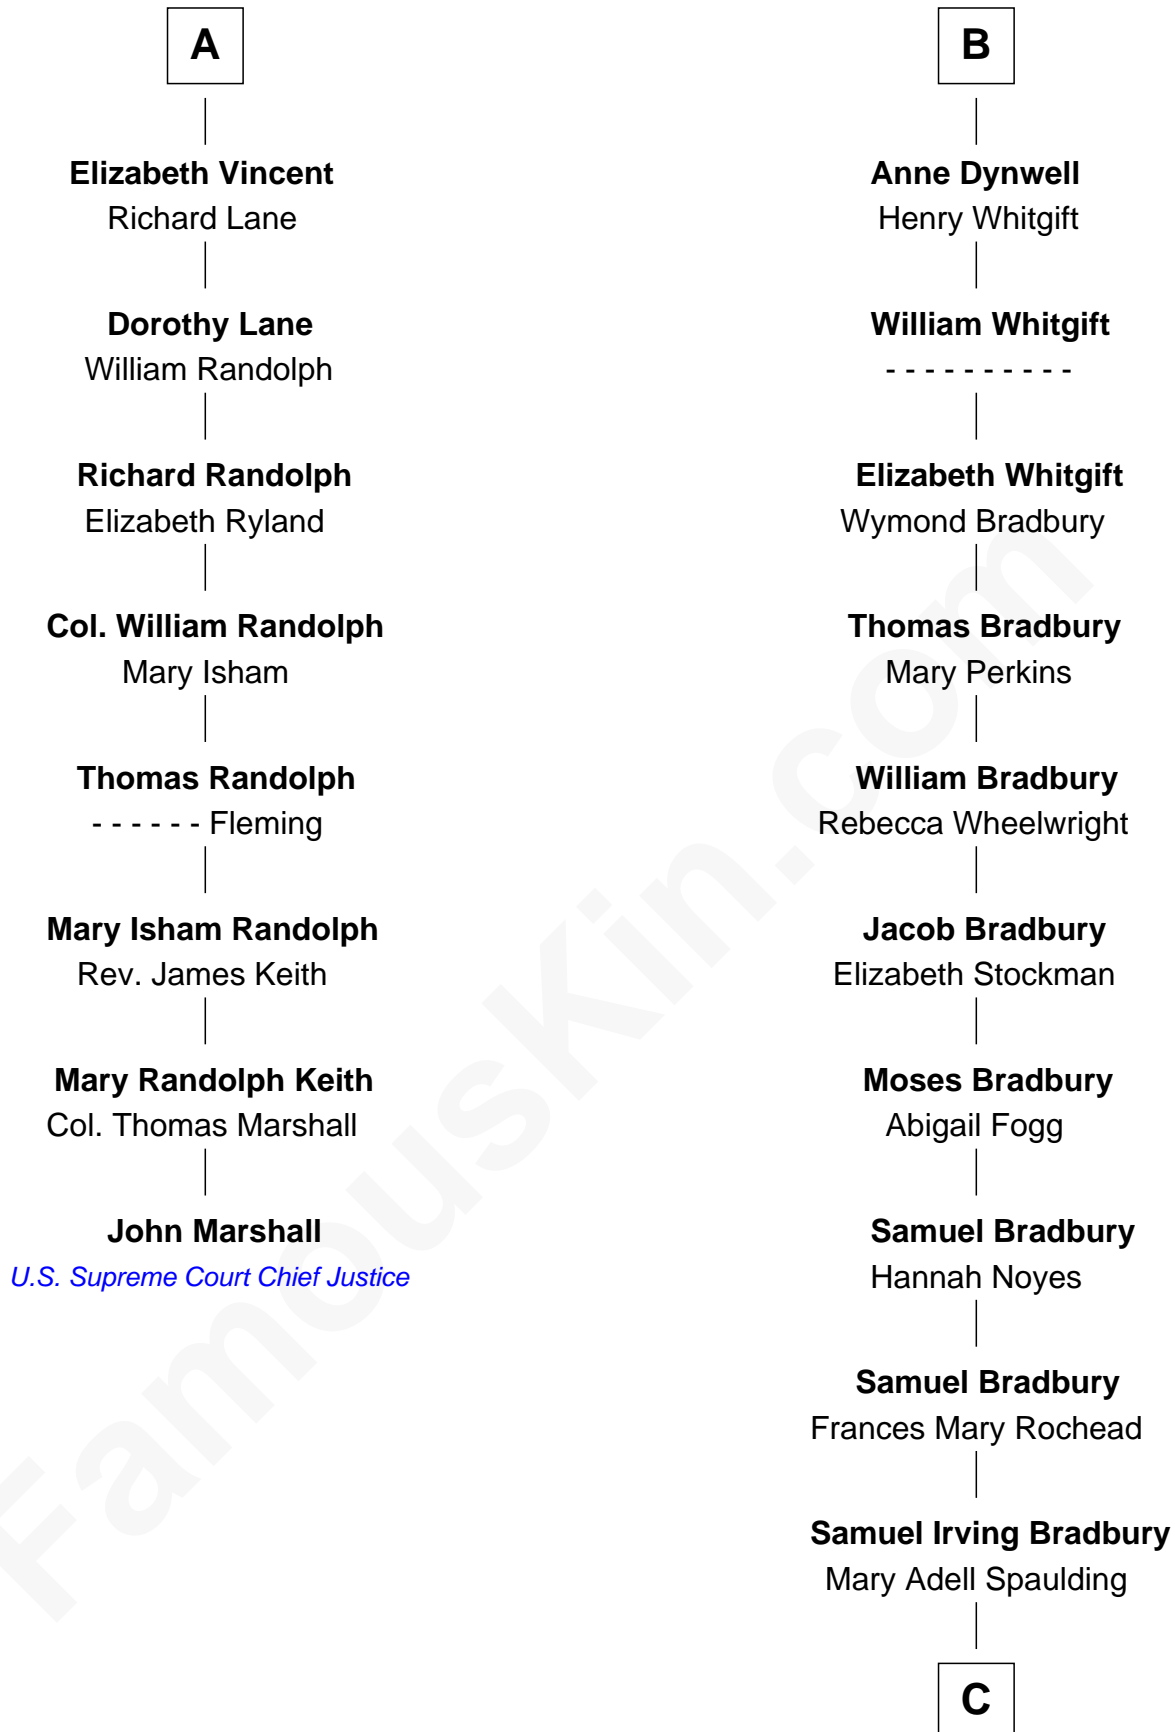 A
Elizabeth Vincent
Richard Lane
Dorothy Lane
William Randolph
Richard Randolph
Elizabeth Ryland
Col. William Randolph
Mary Isham
Thomas Randolph
- - - - - - Fleming
Mary Isham Randolph
Rev. James Keith
Mary Randolph Keith
Col. Thomas Marshall
John Marshall
U.S. Supreme Court Chief Justice
B
Anne Dynwell
Henry Whitgift
William Whitgift
- - - - - - - - - -
Elizabeth Whitgift
Wymond Bradbury
Thomas Bradbury
Mary Perkins
William Bradbury
Rebecca Wheelwright
Jacob Bradbury
Elizabeth Stockman
Moses Bradbury
Abigail Fogg
Samuel Bradbury
Hannah Noyes
Samuel Bradbury
Frances Mary Rochead
Samuel Irving Bradbury
Mary Adell Spaulding
C
FamousKin.com